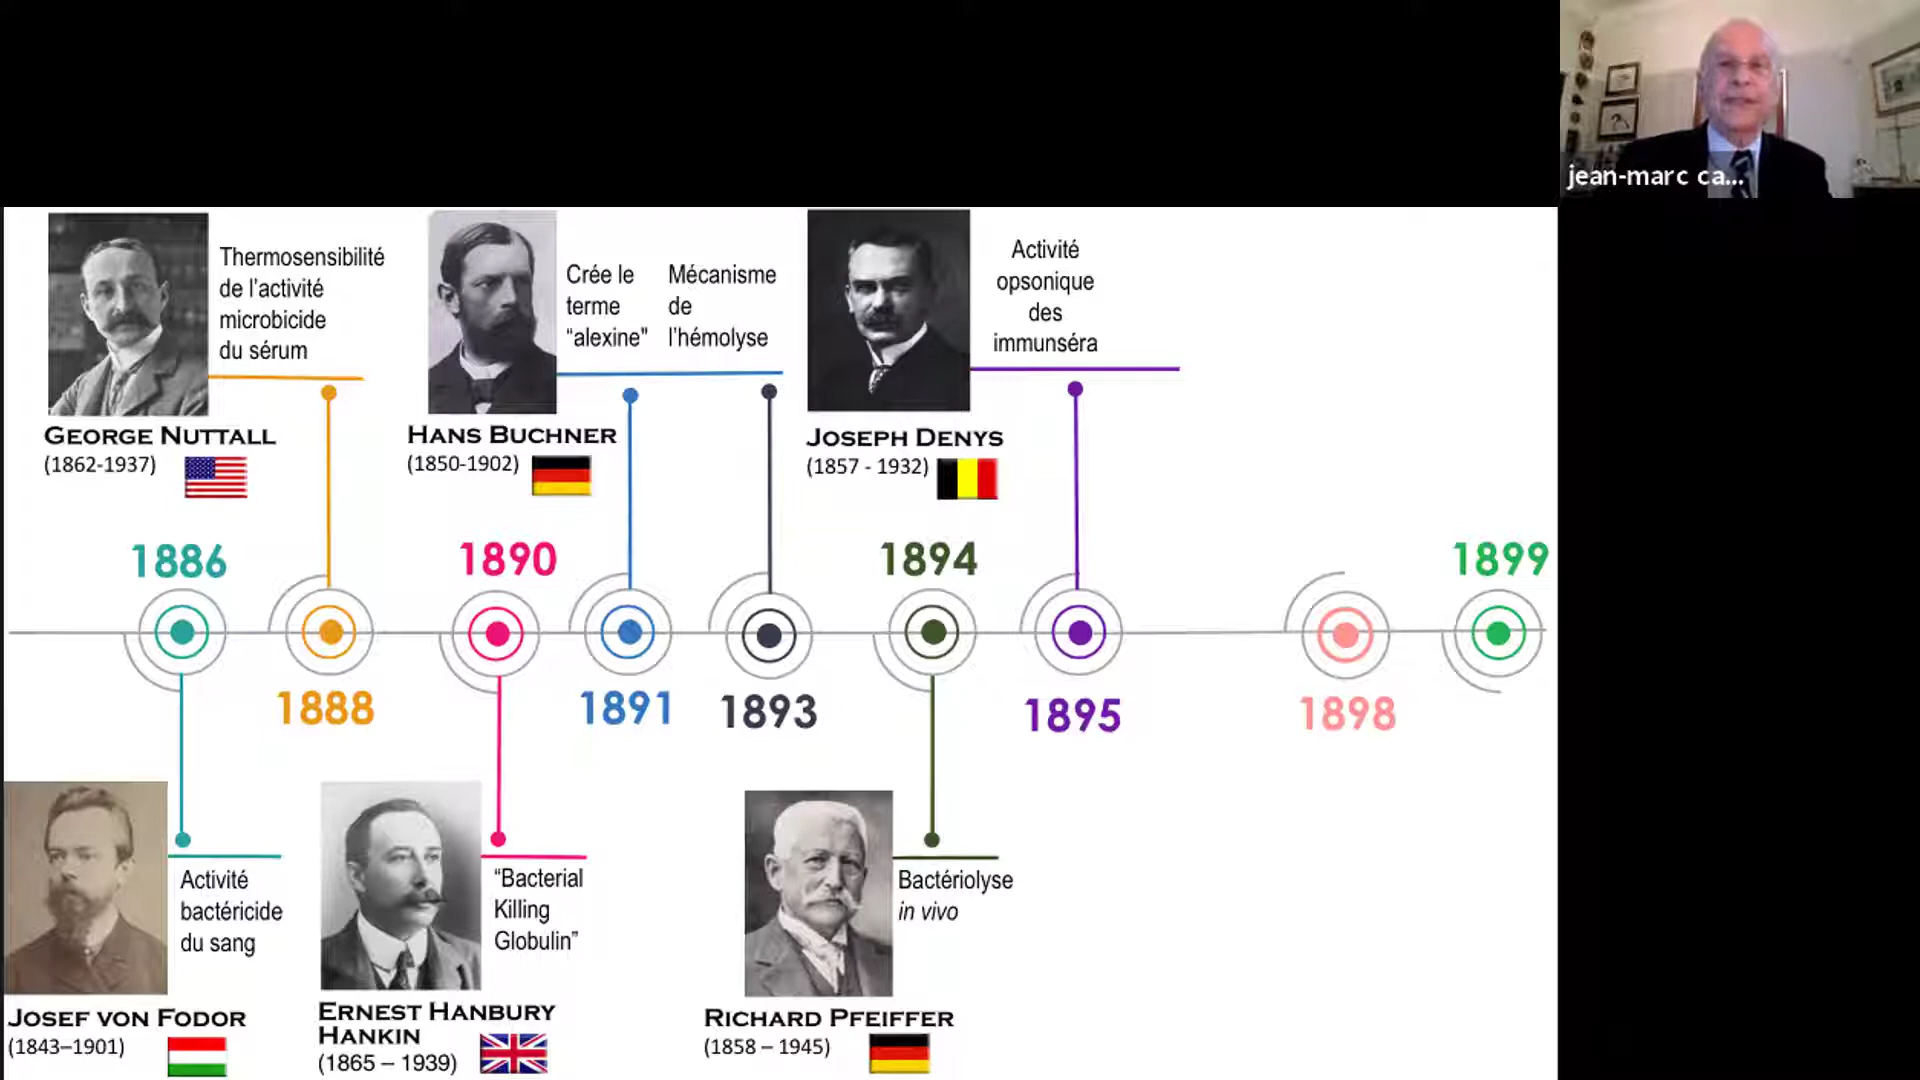 jean-marc ca...
Thermosensibilité
de l'activité
microbicide
du sérum
GEORGE NUTTALL
(1862-1937)
Crée le
terme
“alexine”
Mécanisme
de
l'hémolyse
HANS BUCHNER
(1850-1902)
Activité
opsonique
des
immunséra
JOSEPH DENYS
(1857 - 1932)
1886
1890
1894
1899
1888
1891
1893
1895
1898
Activité
bactéricide
du sang
JOSEF VON FODOR
(1843–1901)
“Bacterial
Killing
Globulin”
ERNEST HANBURY
HANKIN
(1865 – 1939)
Bactériolyse
in vivo
RICHARD PFEIFFER
(1858 – 1945)